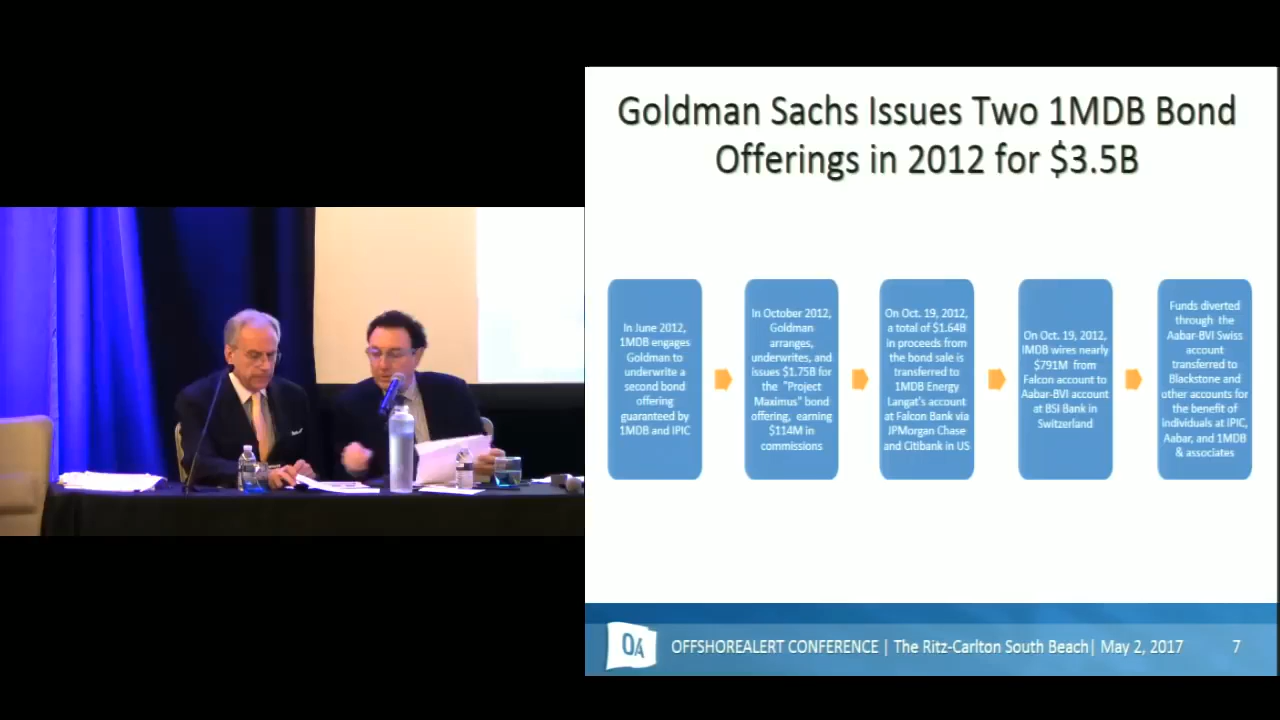 Goldman Sachs Issues Two 1MDB Bond
Offerings in 2012 for $3.5B
In June 2012,
1MDB engages
Goldman to
underwrite a
second bond
offering
guaranteed by
1MDB and IPIC
In October 2012,
Goldman
arranges,
underwrites, and
issues $1.75B for
the "Project
Maximus" bond
offering, earning
$114M in
commissions
On Oct. 19, 2012,
a total of $1.64B
in proceeds from
the bond sale is
transferred to
1MDB Energy
Langat's account
at Falcon Bank via
JPMorgan Chase
and Citibank in US
On Oct. 19, 2012,
IMDB wires nearly
$791M from
Falcon account to
Aabar-BVI account
at BSI Bank in
Switzerland
Funds diverted
through the
Aabar-BVI Swiss
account
transferred to
Blackstone and
other accounts for
the benefit of
individuals at IPIC,
Aabar, and 1MDB
& associates
OA
OFFSHOREALERT CONFERENCE | The Ritz-Carlton South Beach| May 2, 2017
7